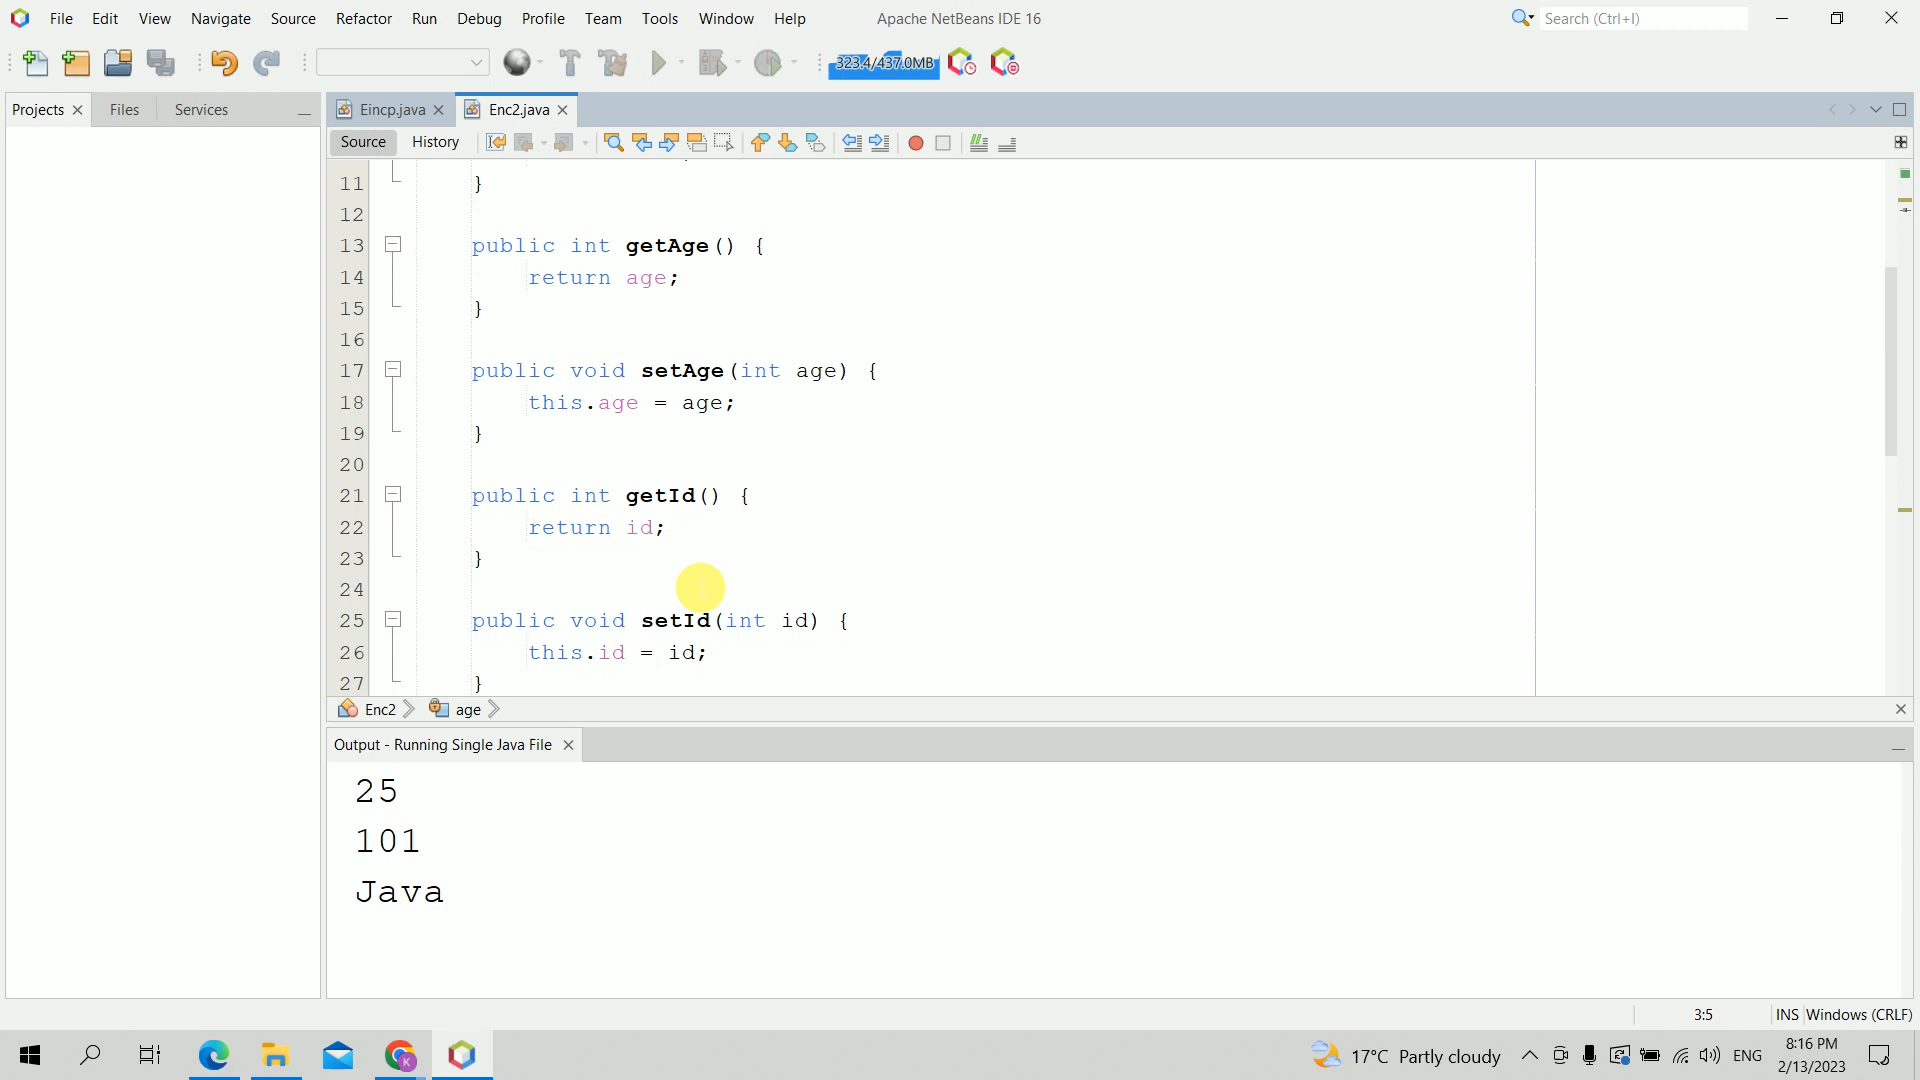 File Edit View Navigate Source Refactor Run Debug Profile Team Tools Window Help
Apache NetBeans IDE 16
Search (Ctrl+I)
323.4/437.0MB
Projects Files Services
Eincp.java Enc2.java
Source History
11 }
12
13 public int getAge() {
14 return age;
15 }
16
17 public void setAge(int age) {
18 this.age = age;
19 }
20
21 public int getId() {
22 return id;
23 }
24
25 public void setId(int id) {
26 this.id = id;
27 }
Enc2 age
Output - Running Single Java File
25
101
Java
3:5 INS Windows (CRLF)
K
17°C Partly cloudy
ENG
8:16 PM
2/13/2023